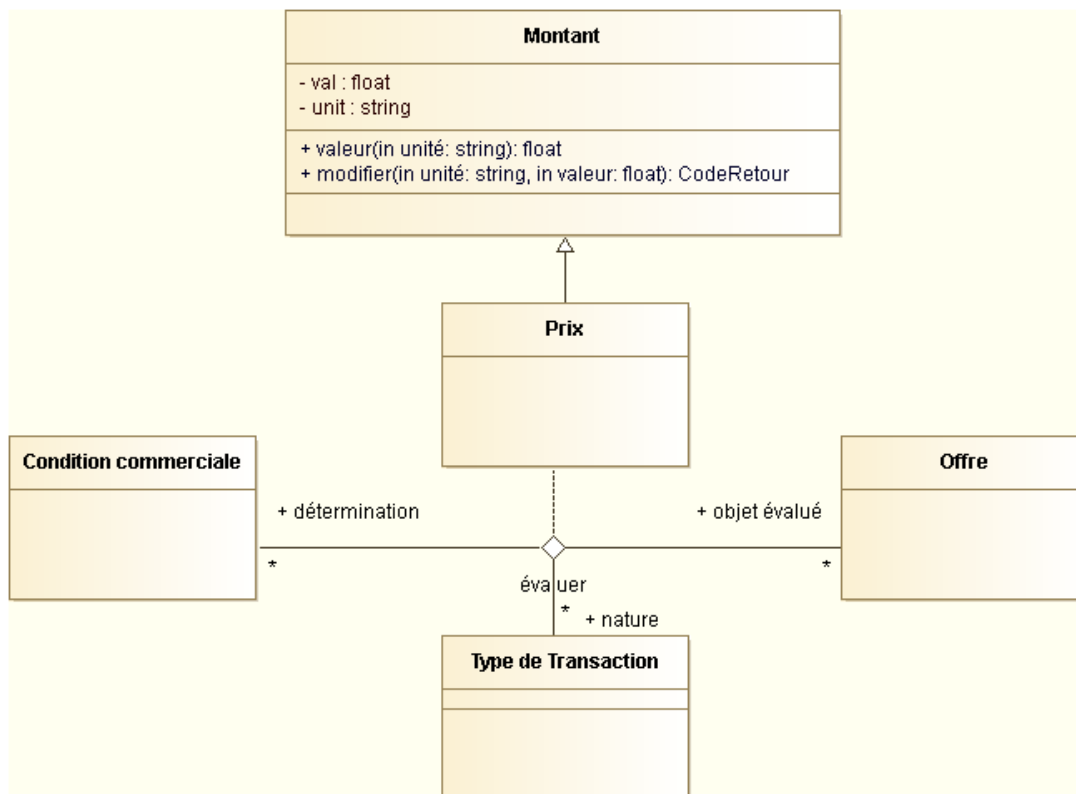 Montant
- val : float
- unit : string
+ valeur(in unité: string): float
+ modifier(in unité: string, in valeur: float): CodeRetour
Prix
Condition commerciale
Offre
+ détermination
+ objet évalué
*
*
évaluer
*
+ nature
Type de Transaction